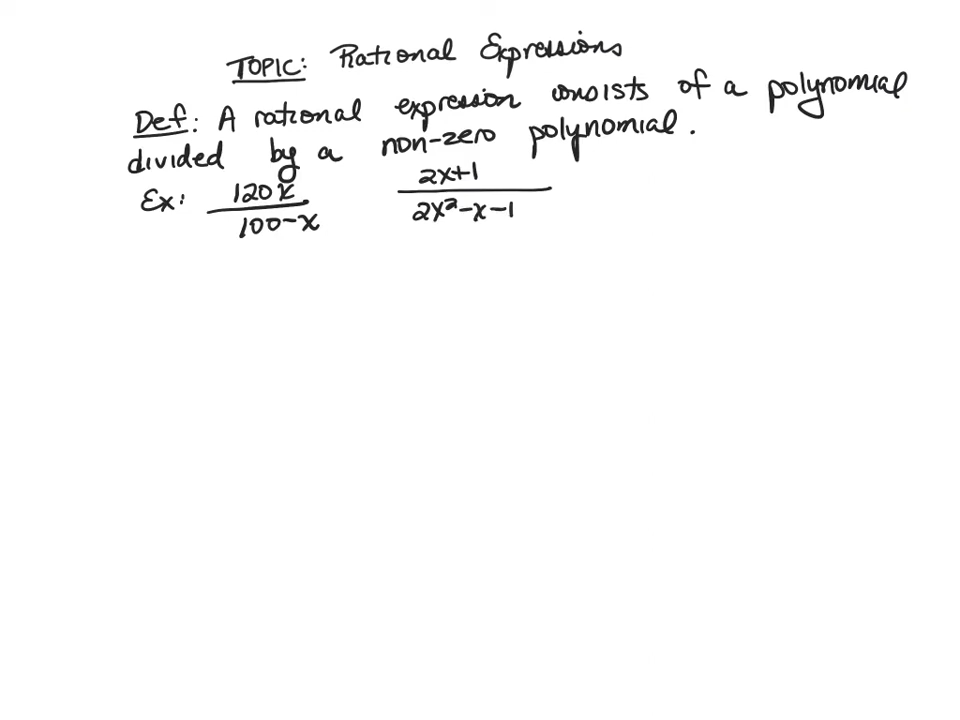 TOPIC: Rational Expressions
Def: A rational expression consists of a polynomial
divided by a non-zero polynomial.
Ex: 120x / 100-x   2x+1 / 2x²-x-1